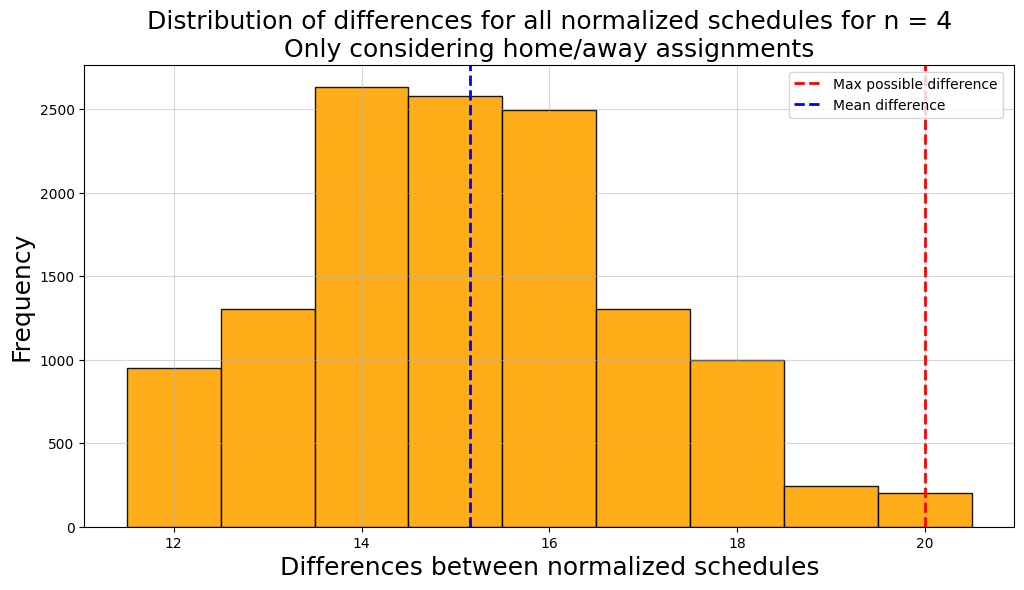 Distribution of differences for all normalized schedules for n = 4
Only considering home/away assignments
Max possible difference
Mean difference
Frequency
2500
2000
1500
1000
500
0
12 14 16 18 20
Differences between normalized schedules